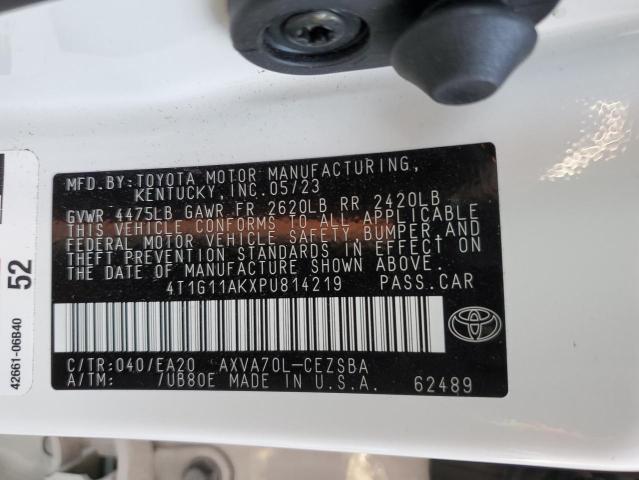 MFD.BY:TOYOTA MOTOR MANUFACTURING,
KENTUCKY, INC.05/23
GVWR 4475LB GAWR FR 2620LB RR 2420LB
THIS VEHICLE CONFORMS TO ALL APPLICABLE
FEDERAL MOTOR VEHICLE SAFETY BUMPER AND
THEFT PREVENTION STANDARDS IN EFFECT ON
THE DATE OF MANUFACTURE SHOWN ABOVE.
4T1G11AKXPU814219 PASS.CAR
C/TR:040/EA20 AXVA70L-CEZSBA
A/TM: /UB80E MADE IN U.S.A. 62489
52
42661-06B40